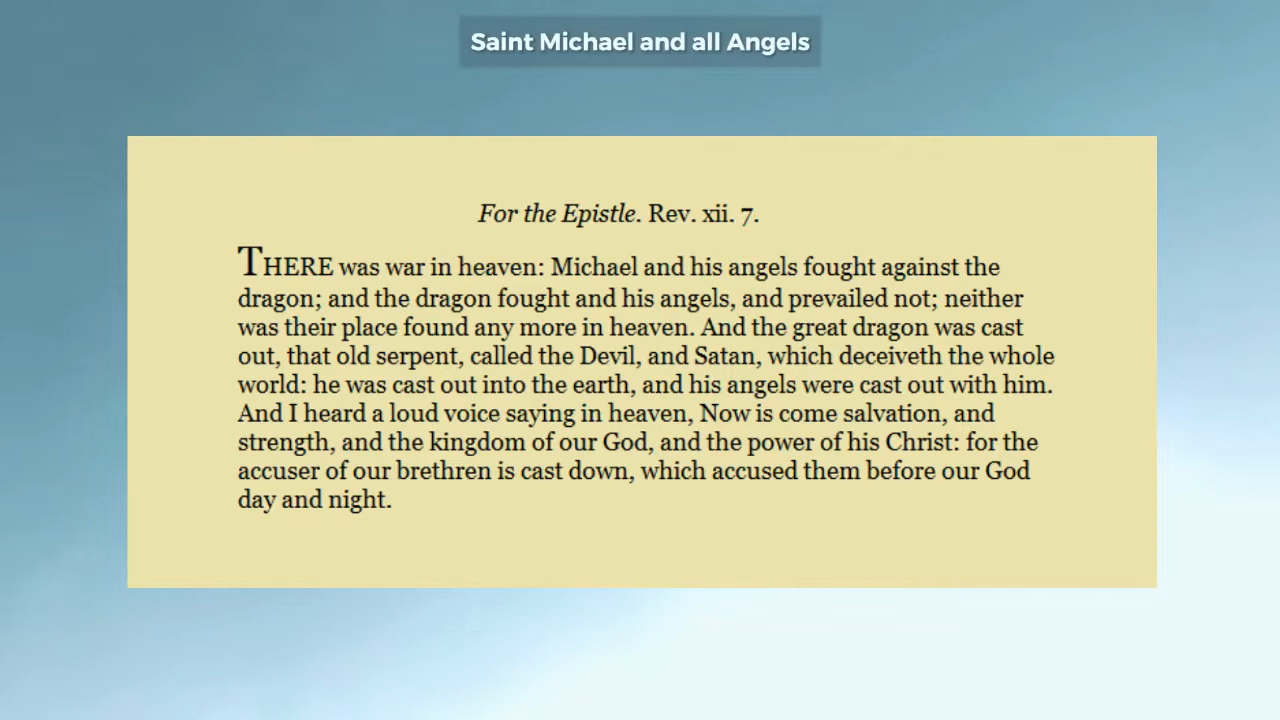 Saint Michael and all Angels
For the Epistle. Rev. xii. 7.
THERE was war in heaven: Michael and his angels fought against the
dragon; and the dragon fought and his angels, and prevailed not; neither
was their place found any more in heaven. And the great dragon was cast
out, that old serpent, called the Devil, and Satan, which deceiveth the whole
world: he was cast out into the earth, and his angels were cast out with him.
And I heard a loud voice saying in heaven, Now is come salvation, and
strength, and the kingdom of our God, and the power of his Christ: for the
accuser of our brethren is cast down, which accused them before our God
day and night.